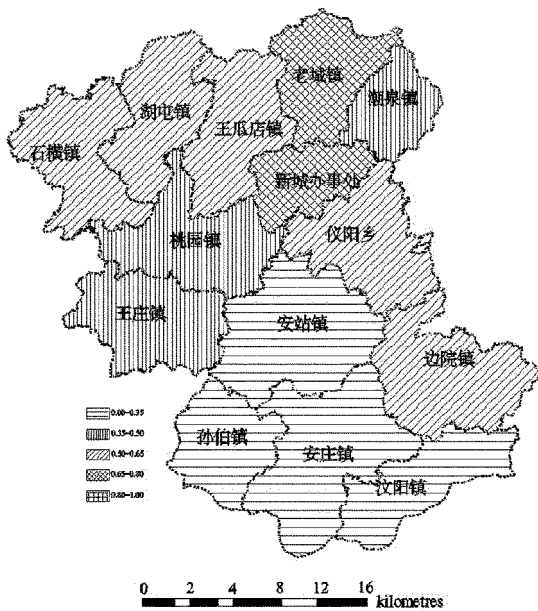 老城镇
湖屯镇
潮泉镇
王瓜店镇
石横镇
新城办事处
桃园镇
仪阳乡
王庄镇
安站镇
边院镇
孙伯镇
安庄镇
汶阳镇
0.00-0.35
0.35-0.50
0.50-0.65
0.65-0.80
0.80-1.00
0 2 4 8 12 16
kilometres